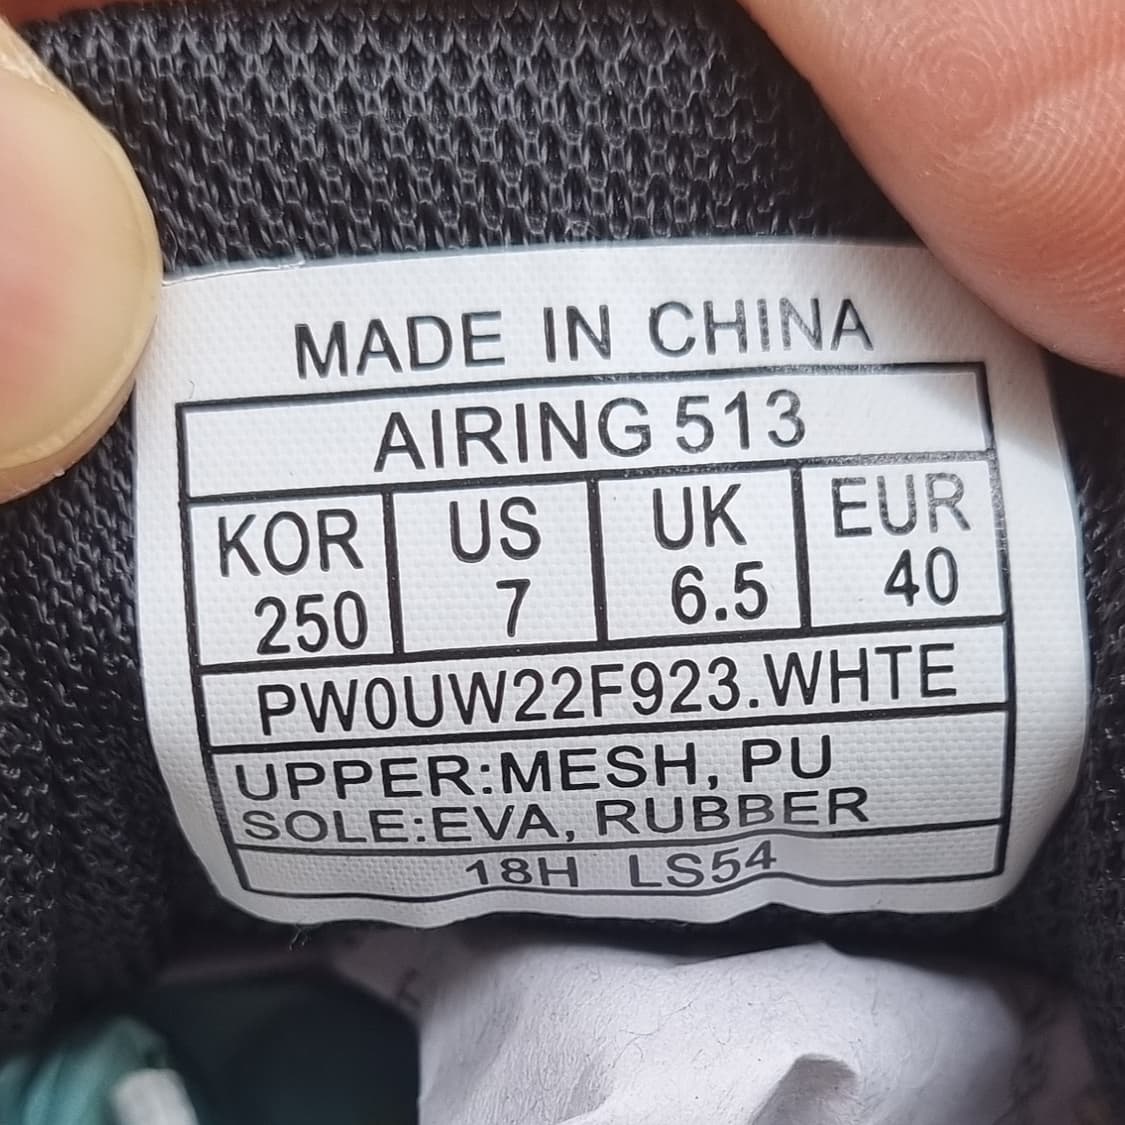 MADE IN CHINA
AIRING 513
KOR US UK EUR
250 7 6.5 40
PW0UW22F923.WHTE
UPPER:MESH, PU
SOLE:EVA, RUBBER
18H LS54